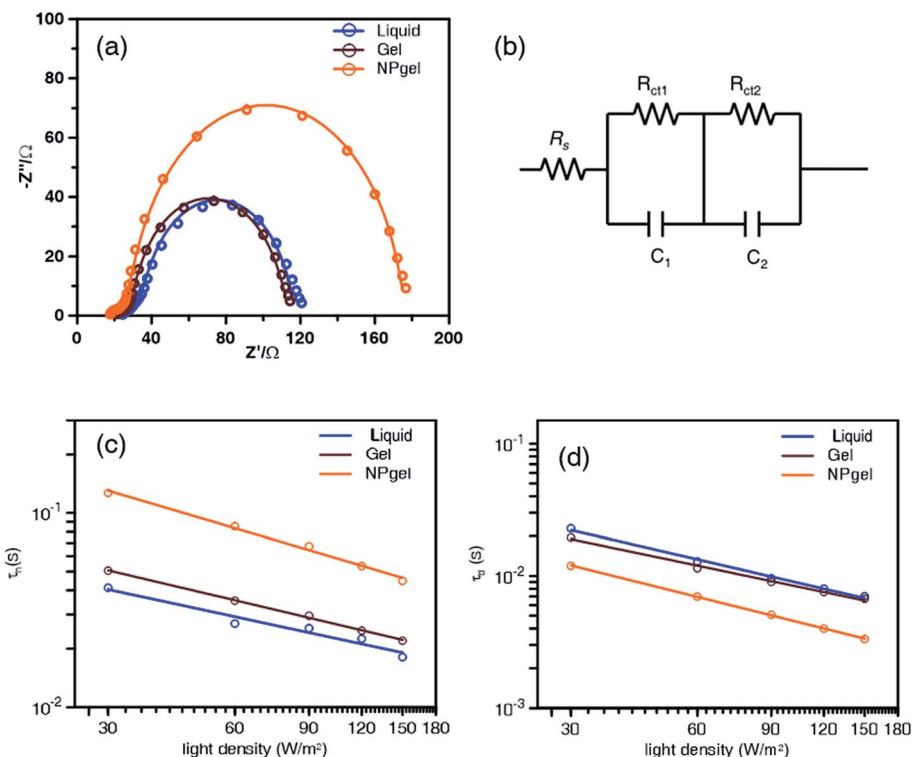 (a)
Liquid
Gel
NPgel
100
80
60
40
20
0
-Z''/Ω
0 40 80 120 160 200
Z'/Ω
(b)
Rs
Rct1
Rct2
C1
C2
(c)
Liquid
Gel
NPgel
10-1
10-2
τn(s)
30 60 90 120 150 180
light density (W/m2)
(d)
Liquid
Gel
NPgel
10-1
10-2
10-3
τd (s)
30 60 90 120 150 180
light density (W/m2)